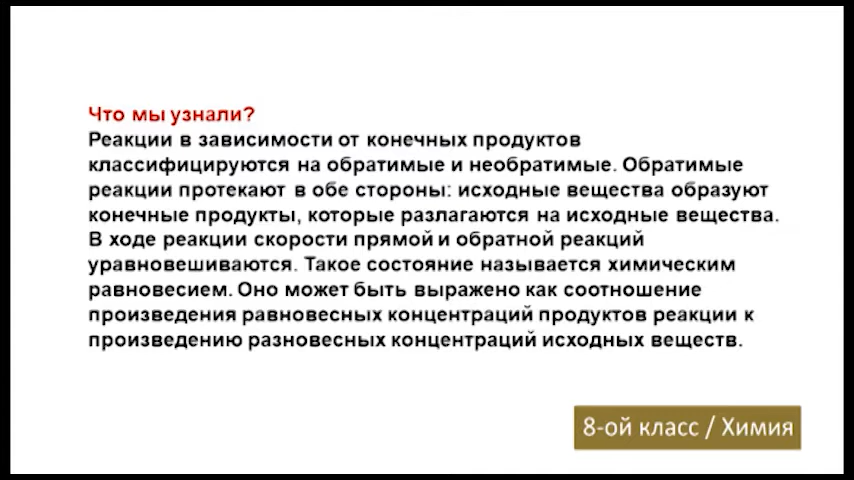 Что мы узнали?
Реакции в зависимости от конечных продуктов
классифицируются на обратимые и необратимые. Обратимые
реакции протекают в обе стороны: исходные вещества образуют
конечные продукты, которые разлагаются на исходные вещества.
В ходе реакции скорости прямой и обратной реакций
уравновешиваются. Такое состояние называется химическим
равновесием. Оно может быть выражено как соотношение
произведения равновесных концентраций продуктов реакции к
произведению разновесных концентраций исходных веществ.
8-ой класс / Химия